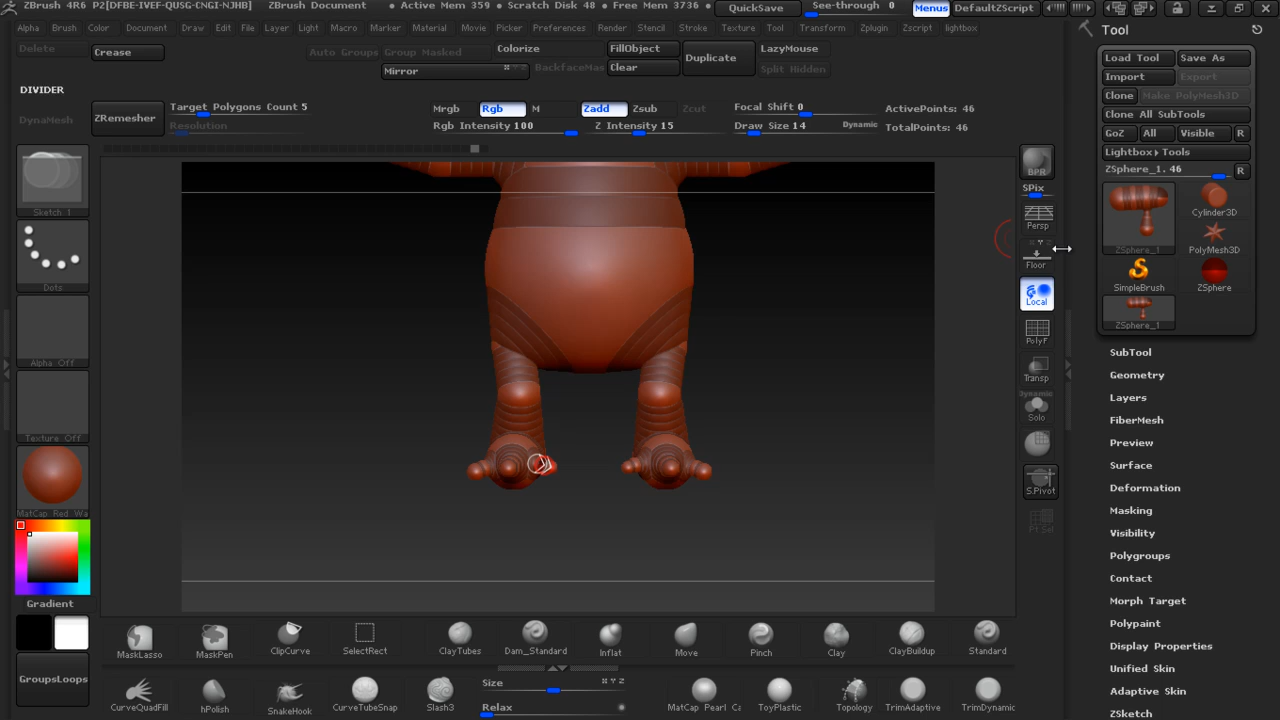 ZBrush 4R6 P2[DFBE-IVEF-QUSG-CNGI-NJHB] ZBrush Document • Active Mem 359 • Scratch Disk 48 • Free Mem 3736 • QuickSave See-through 0 Menus DefaultZScript
Alpha Brush Color Document Draw Edit File Layer Light Macro Marker Material Movie Picker Preferences Render Stencil Stroke Texture Tool Transform Zplugin Zscript lightbox
Delete Crease Auto Groups Group Masked Colorize FillObject Duplicate LazyMouse
Mirror BackfaceMas Clear Split Hidden
DIVIDER
DynaMesh ZRemesher Target Polygons Count 5 Mrgb Rgb M Zadd Zsub Zcut Focal Shift 0 ActivePoints: 46
Resolution Rgb Intensity 100 Z Intensity 15 Draw Size 14 Dynamic TotalPoints: 46
Sketch 1
Dots
Alpha Off
Texture Off
MatCap Red Wa
Gradient
GroupsLoops
BPR
SPix
Persp
Floor
Local
PolyF
Transp
Dynamic
Solo
S.Pivot
Pt Sel
Tool
Load Tool Save As
Import Export
Clone Make PolyMesh3D
Clone All SubTools
GoZ All Visible R
Lightbox▸Tools
ZSphere_1. 46 R
ZSphere_1 Cylinder3D
PolyMesh3D
SimpleBrush ZSphere
ZSphere_1
SubTool
Geometry
Layers
FiberMesh
Preview
Surface
Deformation
Masking
Visibility
Polygroups
Contact
Morph Target
Polypaint
Display Properties
Unified Skin
Adaptive Skin
ZSketch
MaskLasso MaskPen ClipCurve SelectRect ClayTubes Dam_Standard Inflat Move Pinch Clay ClayBuildup Standard
CurveQuadFill hPolish SnakeHook CurveTubeSnap Slash3 Size Relax MatCap Pearl Ca ToyPlastic Topology TrimAdaptive TrimDynamic